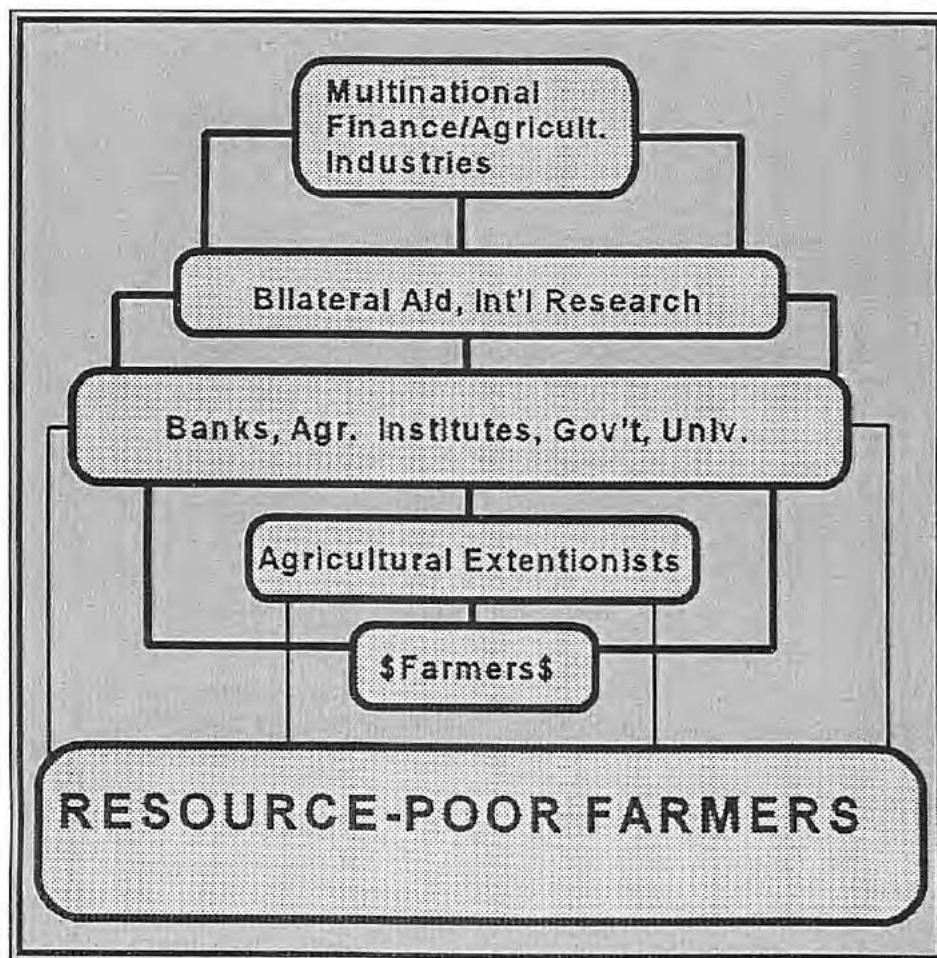 Multinational
Finance/Agricult.
Industries
Bilateral Aid, Int'l Research
Banks, Agr. Institutes, Gov't, Univ.
Agricultural Extentionists
$Farmers$
RESOURCE-POOR FARMERS